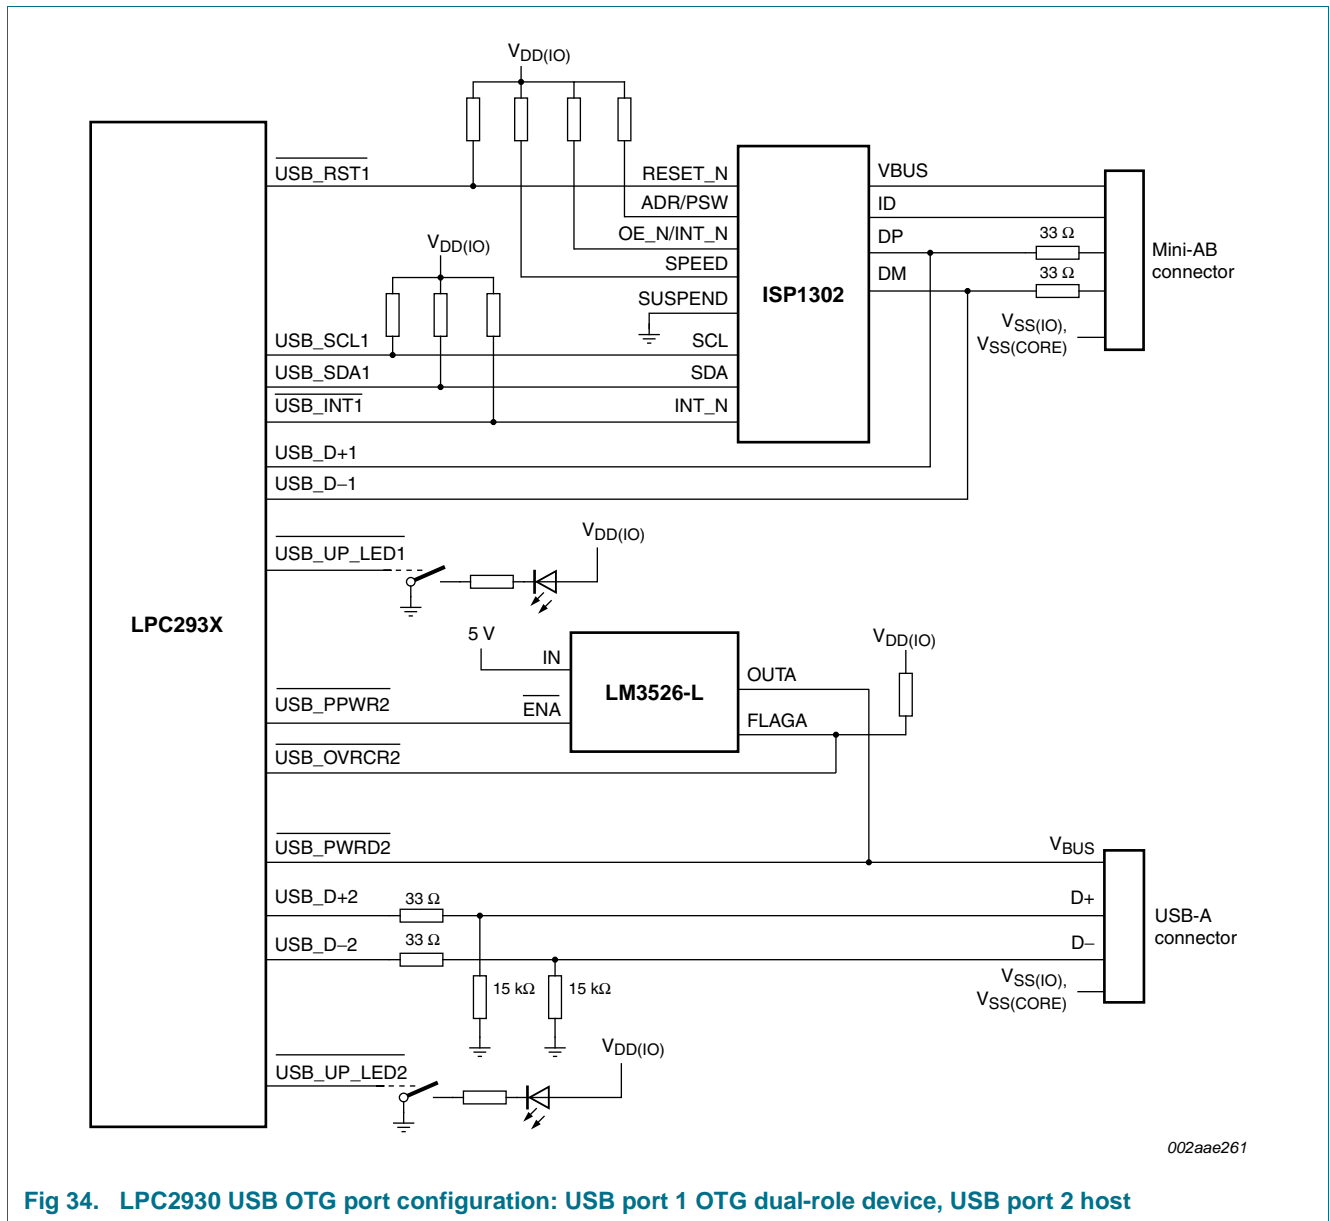 VDD(IO)
USB_RST1
RESET_N
VBUS
ADR/PSW
ID
OE_N/INT_N
DP
33 Ω
VDD(IO)
SPEED
DM
33 Ω
Mini-AB
connector
SUSPEND
ISP1302
VSS(IO),
VSS(CORE)
USB_SCL1
SCL
USB_SDA1
SDA
USB_INT1
INT_N
USB_D+1
USB_D−1
VDD(IO)
USB_UP_LED1
LPC293X
5 V
IN
VDD(IO)
OUTA
LM3526-L
USB_PPWR2
ENA
FLAGA
USB_OVRCR2
USB_PWRD2
VBUS
USB_D+2
33 Ω
D+
USB-A
connector
USB_D−2
33 Ω
D−
15 kΩ
15 kΩ
VSS(IO),
VSS(CORE)
VDD(IO)
USB_UP_LED2
002aae261
Fig 34. LPC2930 USB OTG port configuration: USB port 1 OTG dual-role device, USB port 2 host